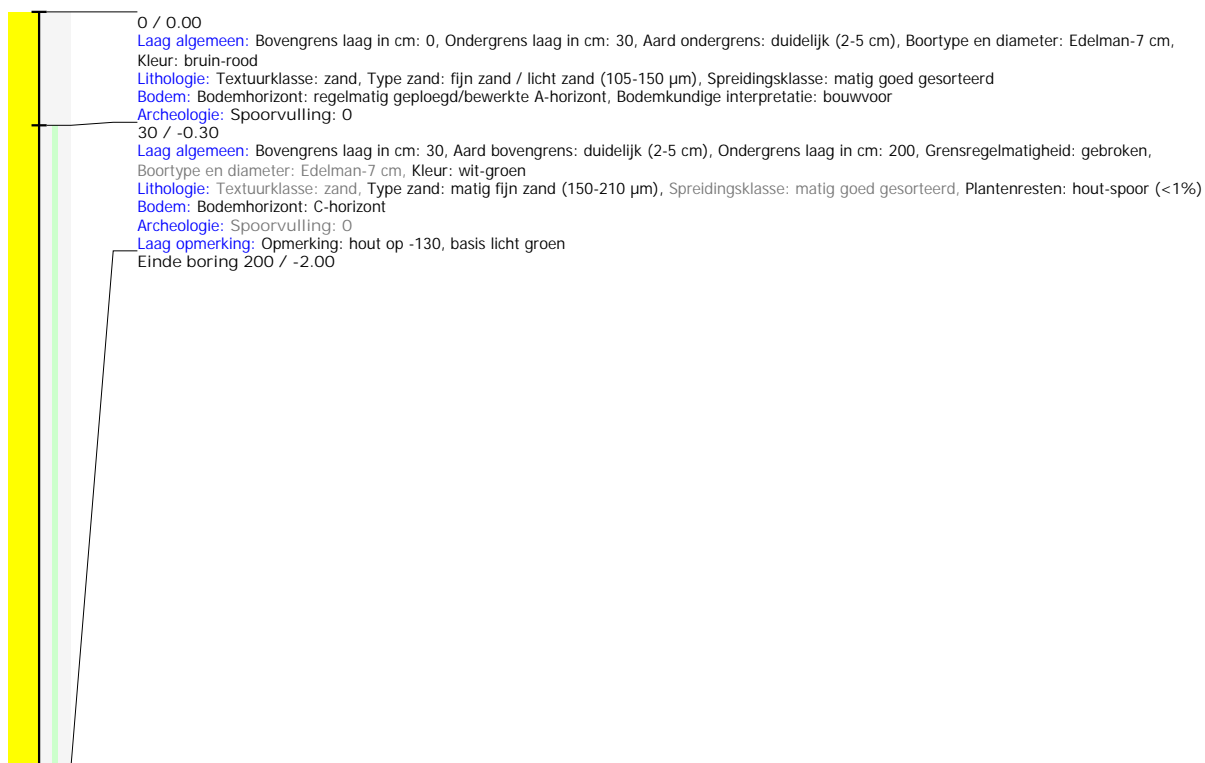 0 / 0.00
Laag algemeen: Bovengrens laag in cm: 0, Ondergrens laag in cm: 30, Aard ondergrens: duidelijk (2-5 cm), Boortype en diameter: Edelman-7 cm,
Kleur: bruin-rood
Lithologie: Textuurklasse: zand, Type zand: fijn zand / licht zand (105-150 µm), Spreidingsklasse: matig goed gesorteerd
Bodem: Bodemhorizont: regelmatig geploegd/bewerkte A-horizont, Bodemkundige interpretatie: bouwvoor
Archeologie: Spoorvulling: 0
30 / -0.30
Laag algemeen: Bovengrens laag in cm: 30, Aard bovengrens: duidelijk (2-5 cm), Ondergrens laag in cm: 200, Grensregelmatigheid: gebroken,
Boortype en diameter: Edelman-7 cm, Kleur: wit-groen
Lithologie: Textuurklasse: zand, Type zand: matig fijn zand (150-210 µm), Spreidingsklasse: matig goed gesorteerd, Plantenresten: hout-spoor (<1%)
Bodem: Bodemhorizont: C-horizont
Archeologie: Spoorvulling: 0
Laag opmerking: Opmerking: hout op -130, basis licht groen
Einde boring 200 / -2.00